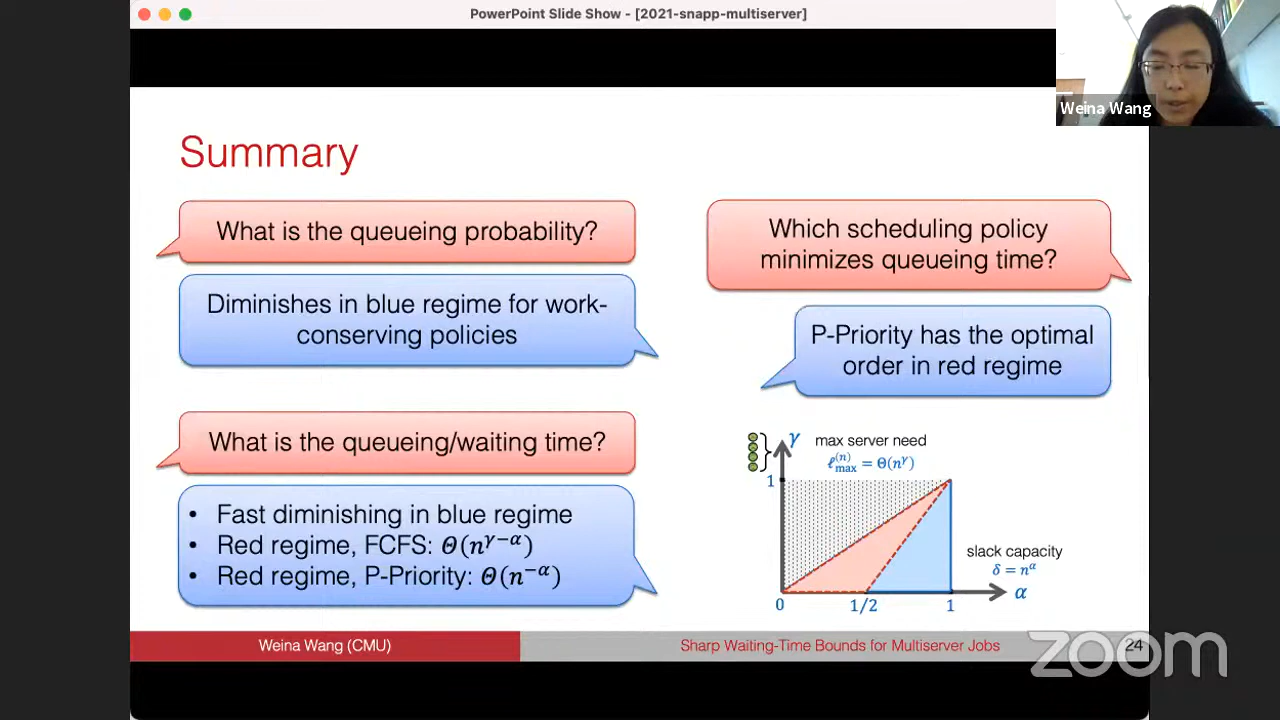 PowerPoint Slide Show - [2021-snapp-multiserver]
Weina Wang
Summary
What is the queueing probability?
Diminishes in blue regime for work-
conserving policies
What is the queueing/waiting time?
• Fast diminishing in blue regime
• Red regime, FCFS: Θ(n^{γ−α})
• Red regime, P-Priority: Θ(n^{−α})
Which scheduling policy
minimizes queueing time?
P-Priority has the optimal
order in red regime
γ
max server need
ℓ_{max}^{(n)} = Θ(n^γ)
1
slack capacity
δ = n^α
α
0
1/2
1
Weina Wang (CMU)
Sharp Waiting-Time Bounds for Multiserver Jobs
24
zoom